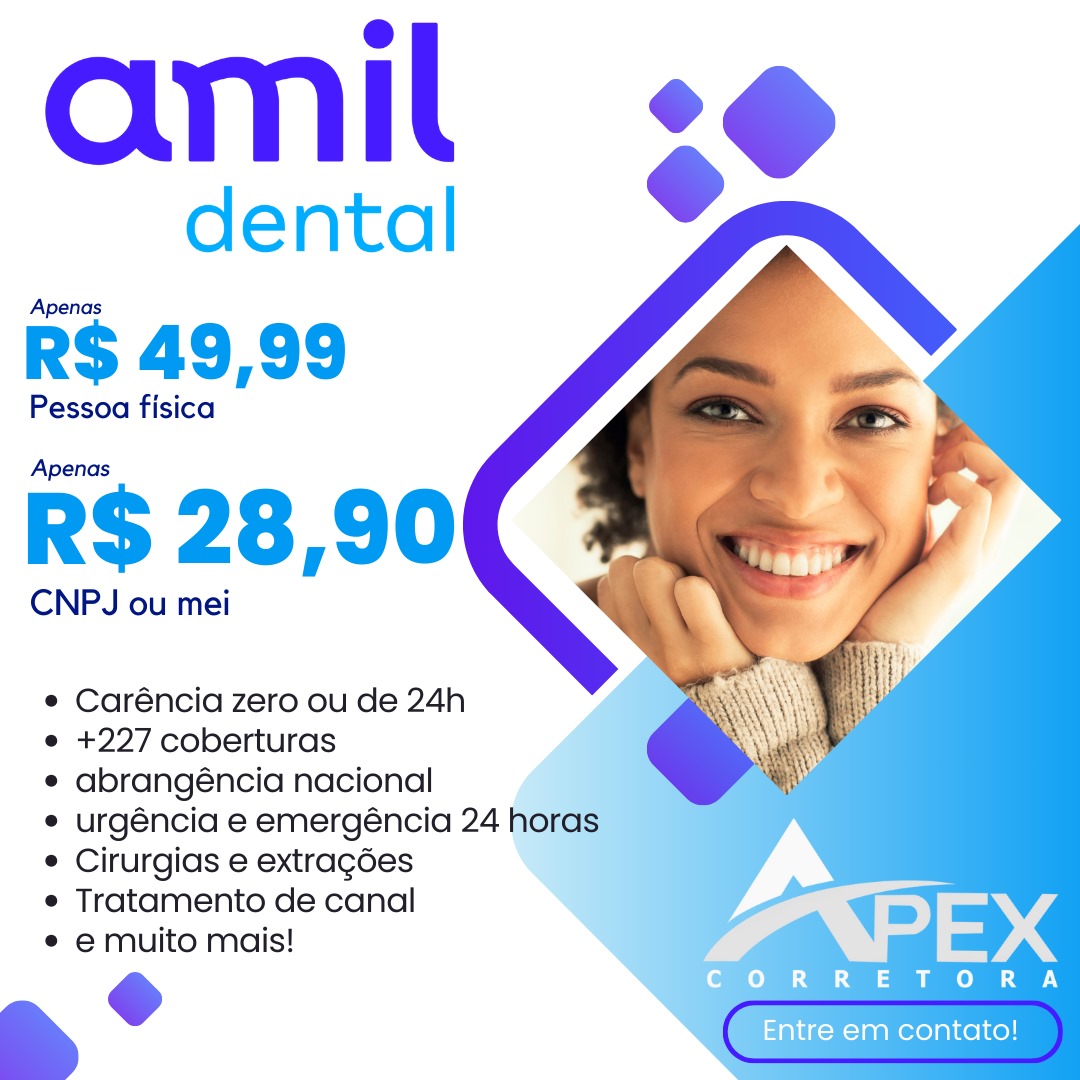 amil
dental
Apenas
R$ 49,99
Pessoa física
Apenas
R$ 28,90
CNPJ ou mei
• Carência zero ou de 24h
• +227 coberturas
• abrangência nacional
• urgência e emergência 24 horas
• Cirurgias e extrações
• Tratamento de canal
• e muito mais!
APEX
CORRETORA
Entre em contato!